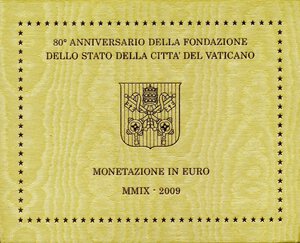 80° ANNIVERSARIO DELLA FONDAZIONE
DELLO STATO DELLA CITTA' DEL VATICANO
MONETAZIONE IN EURO
MMIX - 2009